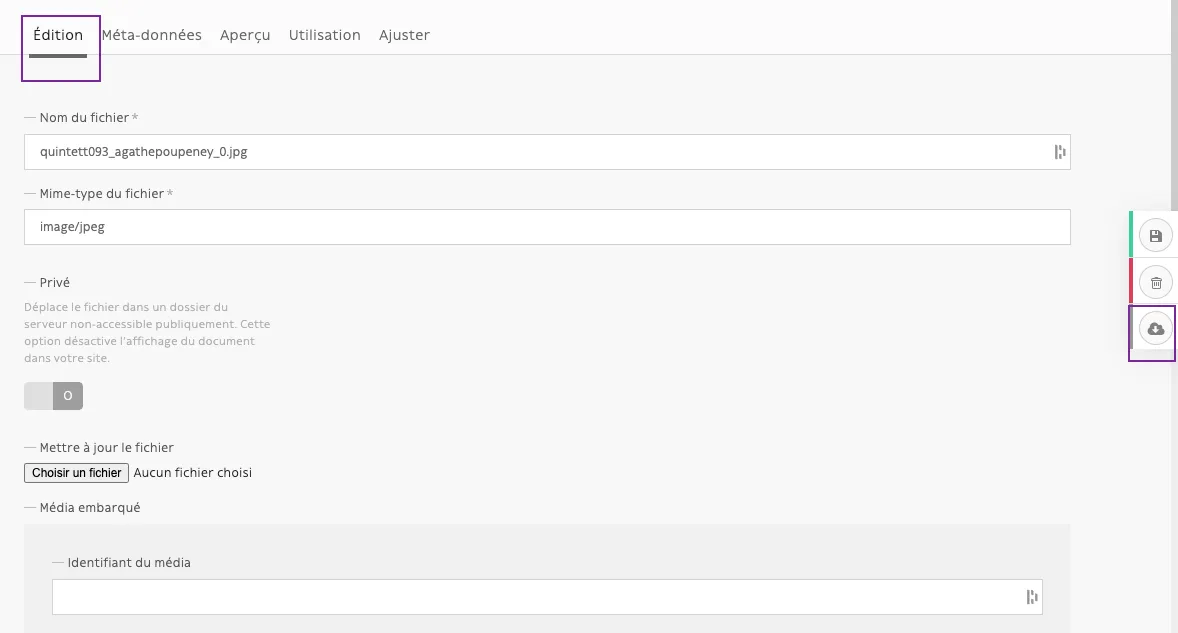 Édition Méta-données Aperçu Utilisation Ajuster
Nom du fichier *
quintett093_agathepoupeney_0.jpg
Mime-type du fichier *
image/jpeg
Privé
Déplace le fichier dans un dossier du
serveur non-accessible publiquement. Cette
option désactive l'affichage du document
dans votre site.
Mettre à jour le fichier
Choisir un fichier Aucun fichier choisi
Média embarqué
Identifiant du média